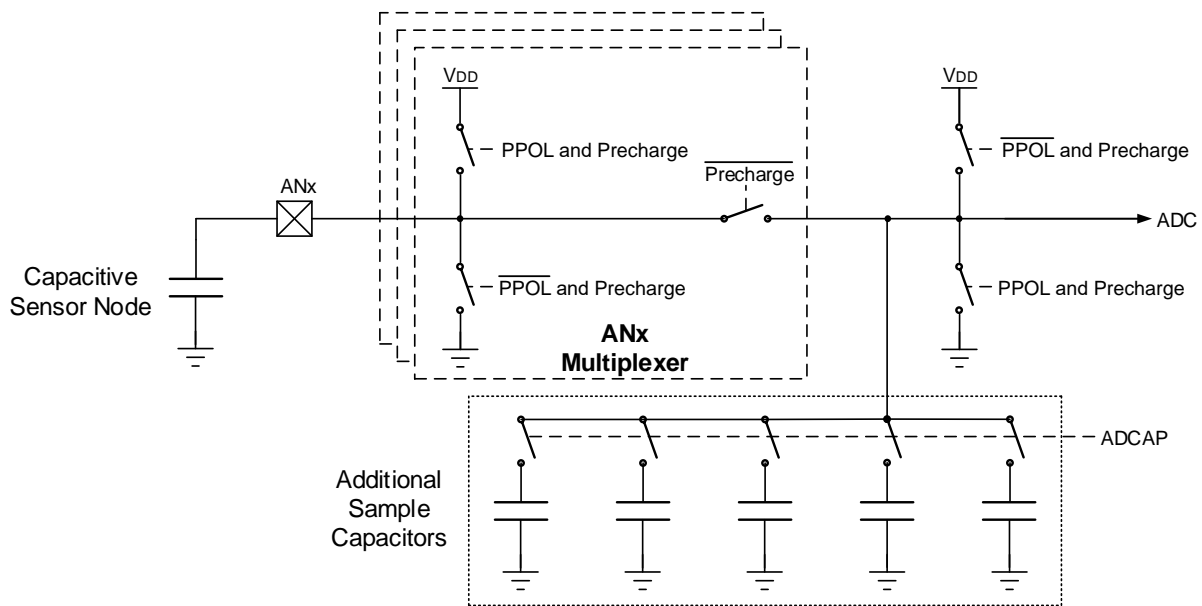 VDD
VDD
PPOL and Precharge
PPOL and Precharge
Precharge
ANx
ADC
Capacitive
Sensor Node
PPOL and Precharge
PPOL and Precharge
ANx
Multiplexer
ADCAP
Additional
Sample
Capacitors